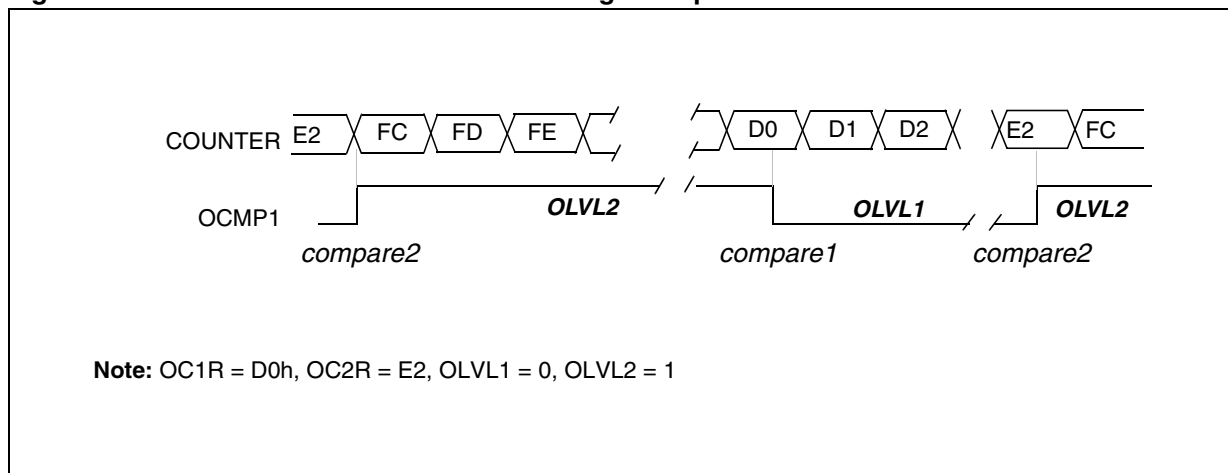 COUNTER E2 FC FD FE D0 D1 D2 E2 FC
OCMP1 OLVL2 OLVL1 OLVL2
compare2 compare1 compare2
Note: OC1R = D0h, OC2R = E2, OLVL1 = 0, OLVL2 = 1